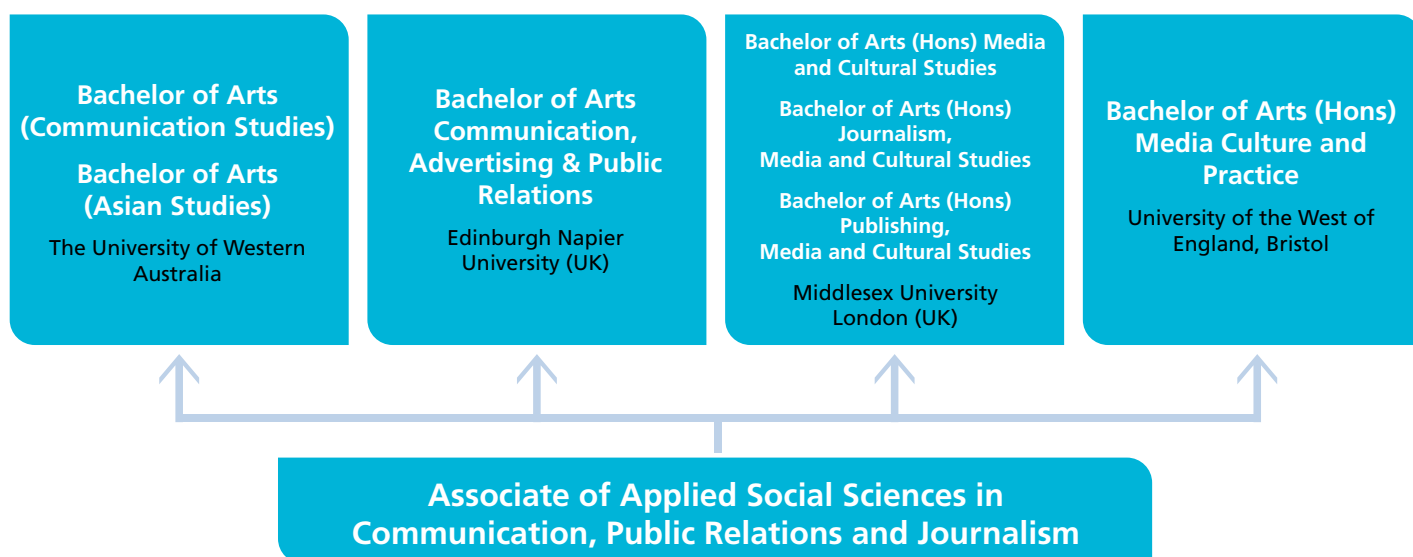 Bachelor of Arts
(Communication Studies)
Bachelor of Arts
(Asian Studies)
The University of Western
Australia
Bachelor of Arts
Communication,
Advertising & Public
Relations
Edinburgh Napier
University (UK)
Bachelor of Arts (Hons) Media
and Cultural Studies
Bachelor of Arts (Hons)
Journalism,
Media and Cultural Studies
Bachelor of Arts (Hons)
Publishing,
Media and Cultural Studies
Middlesex University
London (UK)
Bachelor of Arts (Hons)
Media Culture and
Practice
University of the West of
England, Bristol
Associate of Applied Social Sciences in
Communication, Public Relations and Journalism